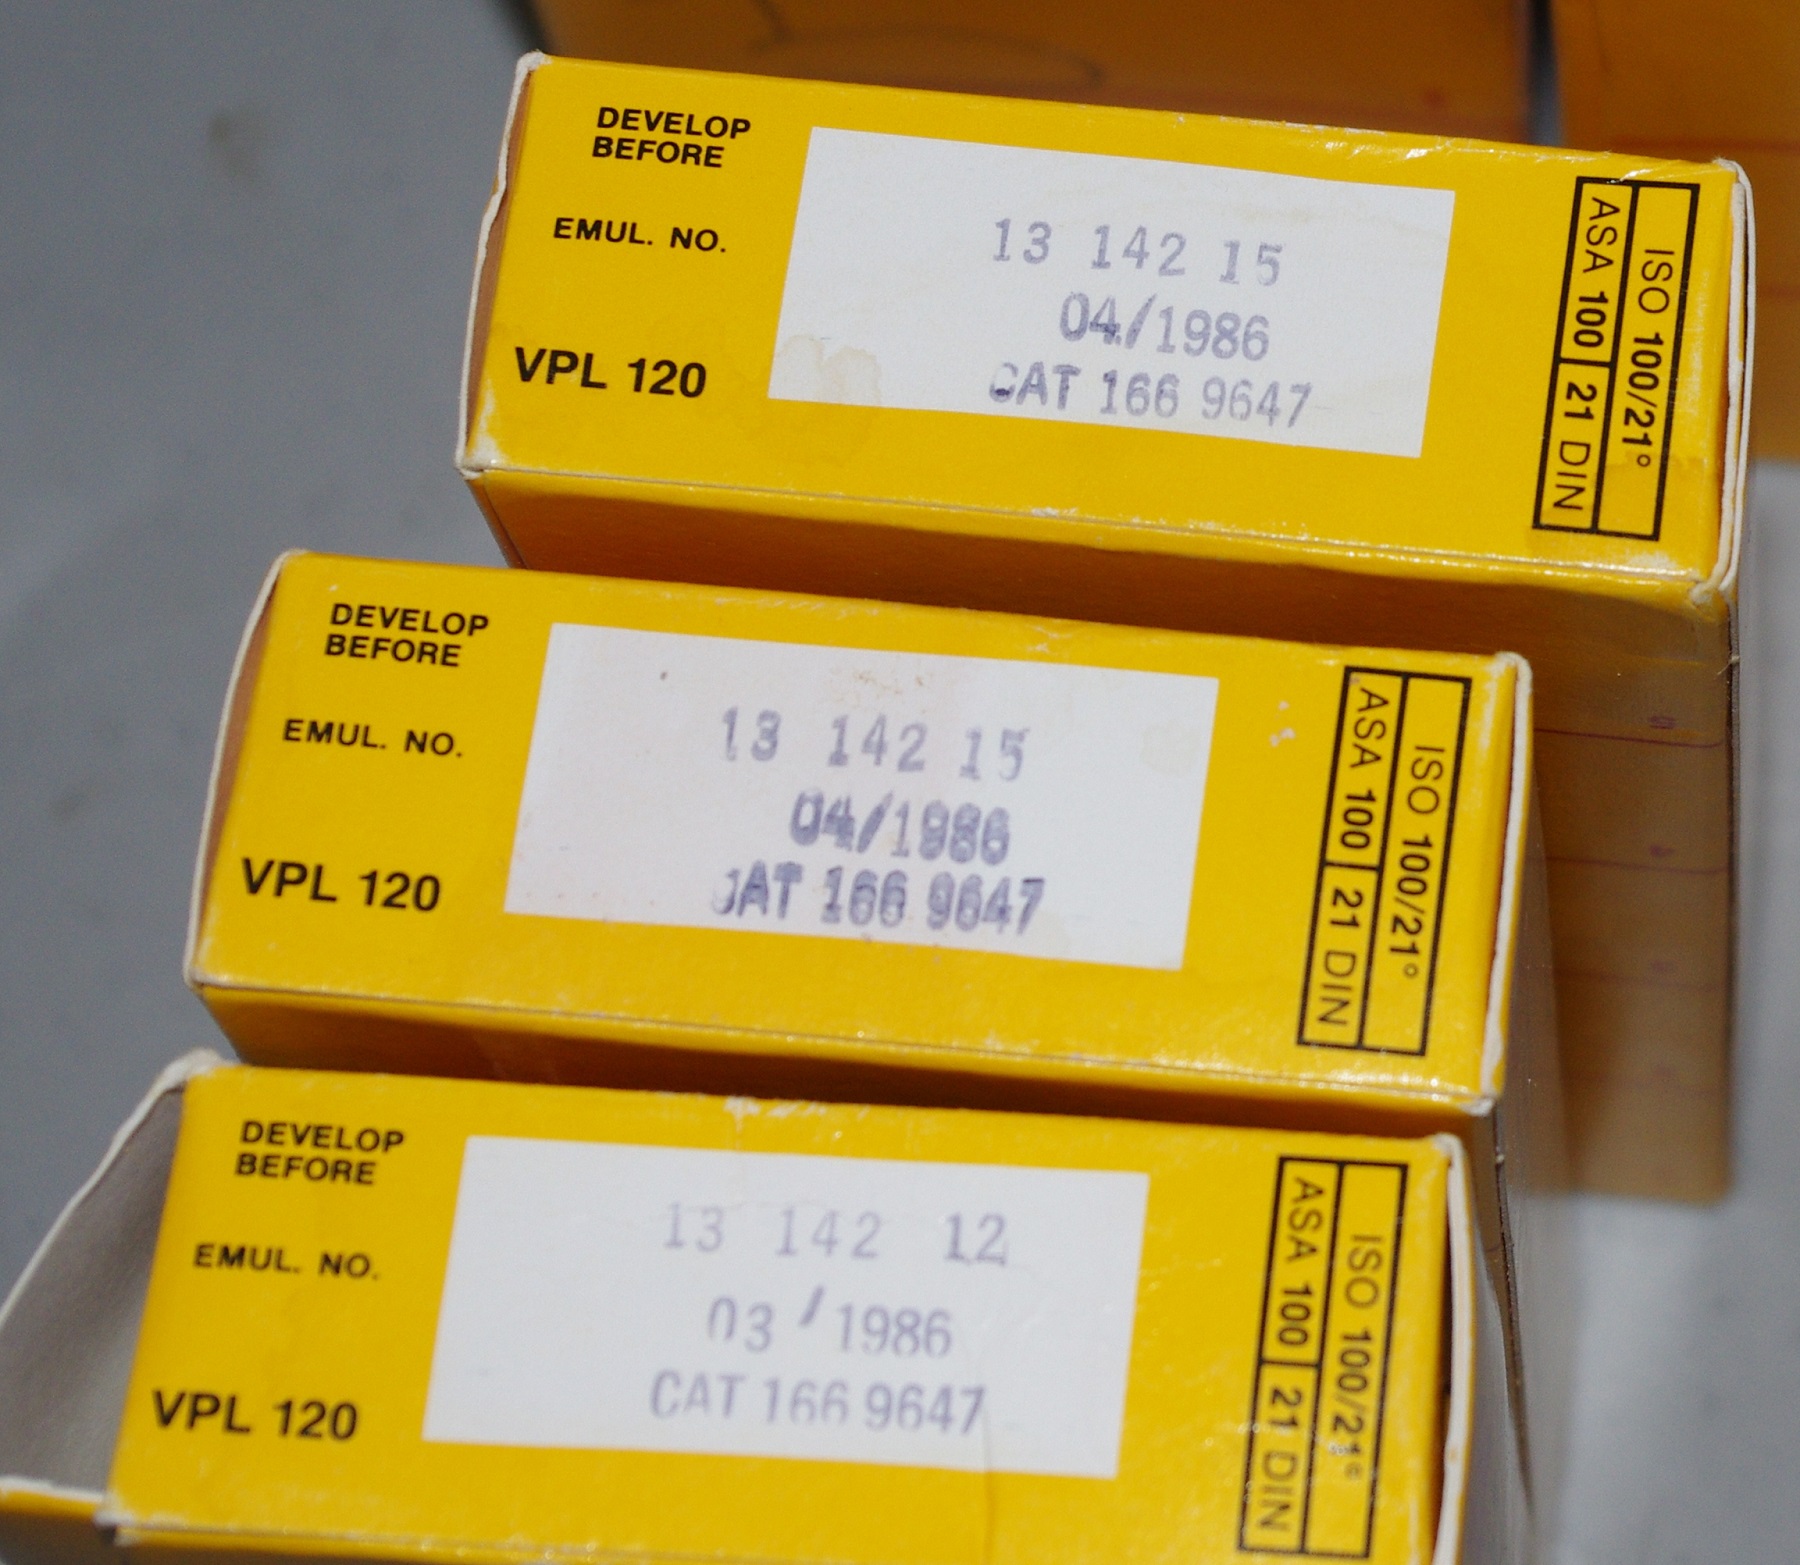 DEVELOP
BEFORE
EMUL. NO.
VPL 120
13 142 15
04/1986
CAT 166 9647
ISO 100/21°
ASA 100 21 DIN
DEVELOP
BEFORE
EMUL. NO.
VPL 120
13 142 15
04/1986
CAT 166 9647
ISO 100/21°
ASA 100 21 DIN
DEVELOP
BEFORE
EMUL. NO.
VPL 120
13 142 12
03/1986
CAT 166 9647
ISO 100/21°
ASA 100 21 DIN